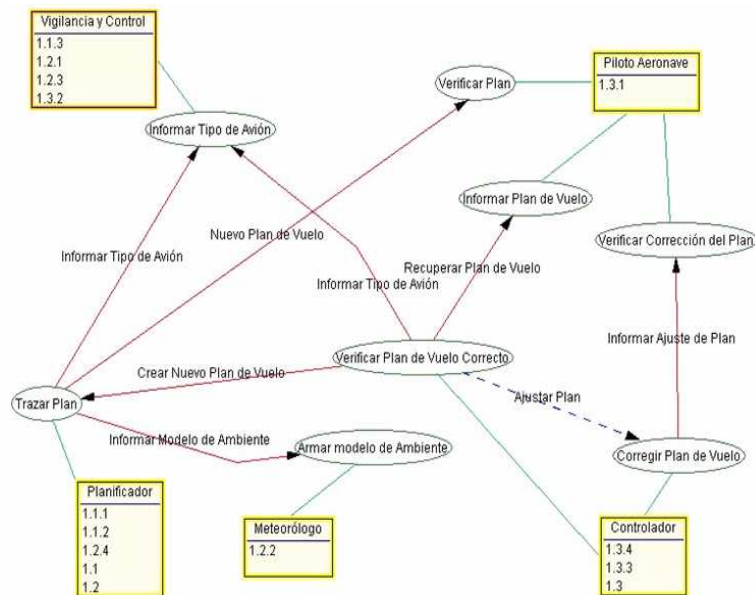 Vigilancia y Control
1.1.3
1.2.1
1.2.3
1.3.2
Piloto Aeronave
1.3.1
Verificar Plan
Informar Tipo de Avión
Informar Plan de Vuelo
Nuevo Plan de Vuelo
Verificar Corrección del Plan
Informar Tipo de Avión
Recuperar Plan de Vuelo
Informar Tipo de Avión
Informar Ajuste de Plan
Verificar Plan de Vuelo Correcto
Crear Nuevo Plan de Vuelo
Ajustar Plan
Trazar Plan
Informar Modelo de Ambiente
Armar modelo de Ambiente
Corregir Plan de Vuelo
Planificador
1.1.1
1.1.2
1.2.4
1.1
1.2
Meteorólogo
1.2.2
Controlador
1.3.4
1.3.3
1.3